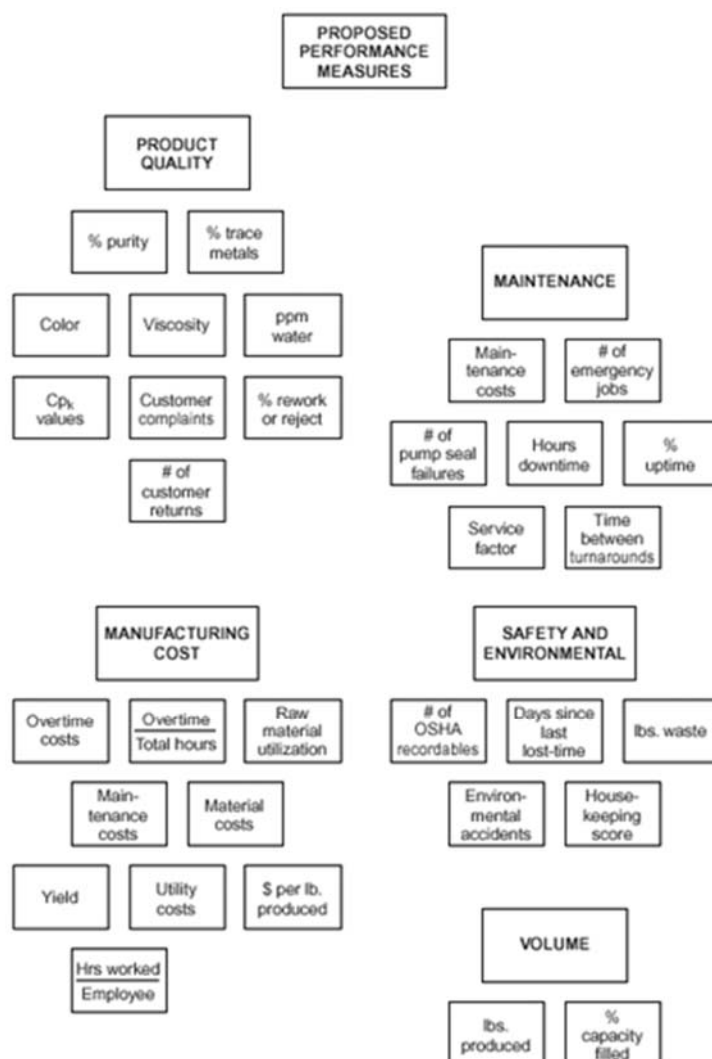 PROPOSED
PERFORMANCE
MEASURES
PRODUCT
QUALITY
% purity
% trace
metals
Color
Viscosity
ppm
water
Cpk
values
Customer
complaints
% rework
or reject
# of
customer
returns
MAINTENANCE
Main-
tenance
costs
# of
emergency
jobs
# of
pump seal
failures
Hours
downtime
%
uptime
Service
factor
Time
between
turnarounds
MANUFACTURING
COST
Overtime
costs
Overtime
Total hours
Raw
material
utilization
Main-
tenance
costs
Material
costs
Yield
Utility
costs
$ per lb.
produced
Hrs worked
Employee
SAFETY AND
ENVIRONMENTAL
# of
OSHA
recordables
Days since
last
lost-time
lbs. waste
Environ-
mental
accidents
House-
keeping
score
VOLUME
lbs.
produced
%
capacity
filled